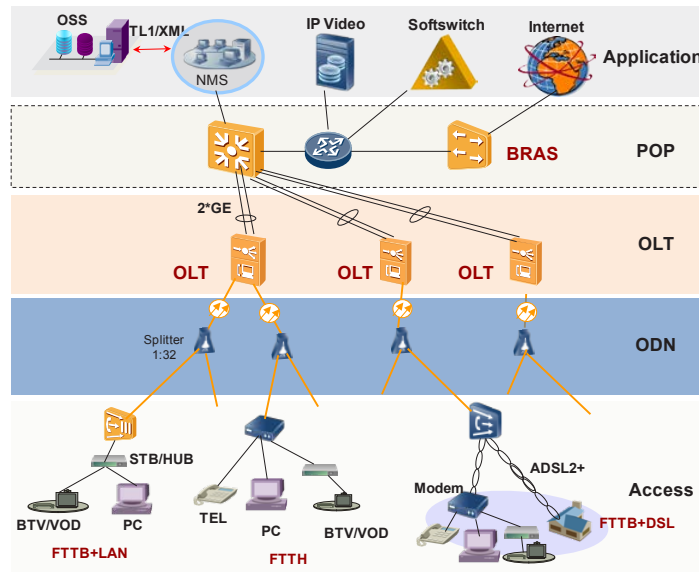 OSS
TL1/XML
IP Video
Softswitch
Internet
Application
NMS
BRAS
POP
2*GE
OLT
OLT
OLT
OLT
Splitter
1:32
ODN
STB/HUB
ADSL2+
Modem
Access
TEL
BTV/VOD
PC
PC
BTV/VOD
FTTB+DSL
FTTB+LAN
FTTH